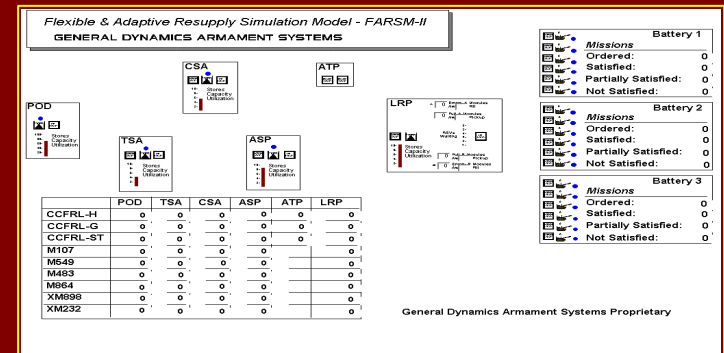 Flexible & Adaptive Resupply Simulation Model - FARSM-II
GENERAL DYNAMICS ARMAMENT SYSTEMS
CSA
Stores
Capacity
Utilization
ATP
POD
Stores
Capacity
Utilization
TSA
Stores
Capacity
Utilization
ASP
Stores
Capacity
Utilization
LRP
Modules
Pickup
Waiting
Stores
Capacity
Utilization
Modules
Pickup
Modules
Battery 1
Missions
Ordered: 0
Satisfied: 0
Partially Satisfied: 0
Not Satisfied: 0
Battery 2
Missions
Ordered: 0
Satisfied: 0
Partially Satisfied: 0
Not Satisfied: 0
Battery 3
Missions
Ordered: 0
Satisfied: 0
Partially Satisfied: 0
Not Satisfied: 0
POD TSA CSA ASP ATP LRP
CCFRL-H 0 0 0 0 0 0
CCFRL-G 0 0 0 0 0 0
CCFRL-ST 0 0 0 0 0 0
M107 0 0 0 0 0
M549 0 0 0 0 0
M483 0 0 0 0 0
M864 0 0 0 0 0
XM898 0 0 0 0 0
XM232 0 0 0 0 0
General Dynamics Armament Systems Proprietary